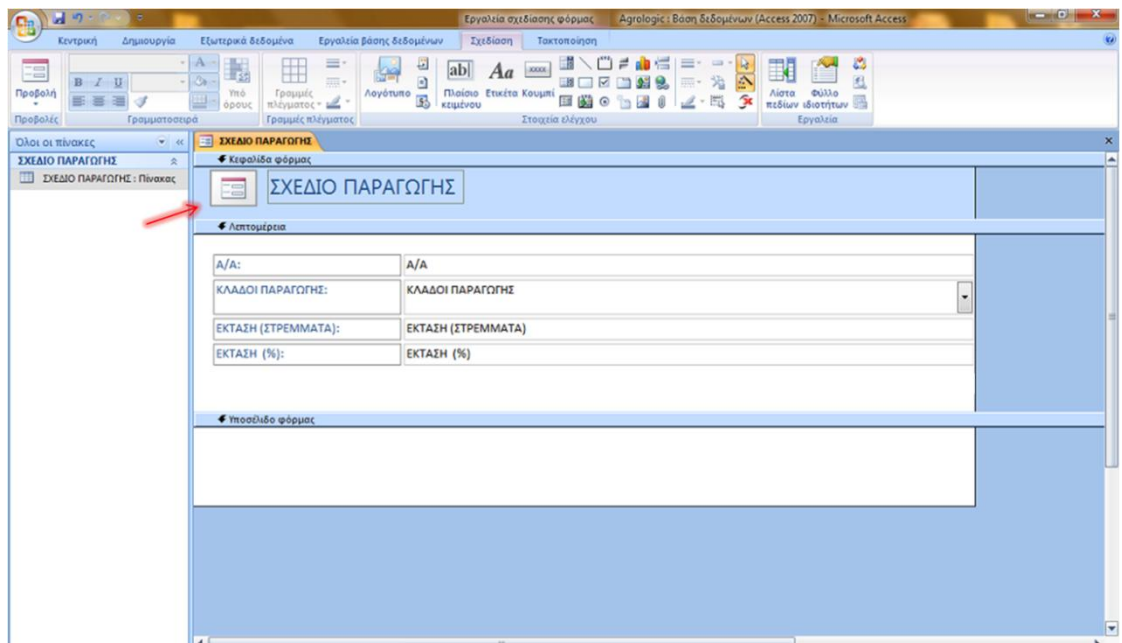 Εργαλεία σχεδίασης φόρμας Agrologic : Βάση δεδομένων (Access 2007) - Microsoft Access
Κεντρική Δημιουργία Εξωτερικά δεδομένα Εργαλεία βάσης δεδομένων Σχεδίαση Τακτοποίηση
Προβολή
B I U
A
Υπό όρους
Γραμμές πλέγματος
Λογότυπο
ab|
Πλαίσιο κειμένου
Aa
Ετικέτα
xxxx
Κουμπί
Λίστα πεδίων
Φύλλο ιδιοτήτων
Προβολές Γραμματοσειρά Γραμμές πλέγματος Στοιχεία ελέγχου Εργαλεία
Όλοι οι πίνακες
ΣΧΕΔΙΟ ΠΑΡΑΓΩΓΗΣ
ΣΧΕΔΙΟ ΠΑΡΑΓΩΓΗΣ : Πίνακας
ΣΧΕΔΙΟ ΠΑΡΑΓΩΓΗΣ
Κεφαλίδα φόρμας
ΣΧΕΔΙΟ ΠΑΡΑΓΩΓΗΣ
Λεπτομέρεια
Α/Α: Α/Α
ΚΛΑΔΟΙ ΠΑΡΑΓΩΓΗΣ: ΚΛΑΔΟΙ ΠΑΡΑΓΩΓΗΣ
ΕΚΤΑΣΗ (ΣΤΡΕΜΜΑΤΑ): ΕΚΤΑΣΗ (ΣΤΡΕΜΜΑΤΑ)
ΕΚΤΑΣΗ (%): ΕΚΤΑΣΗ (%)
Υποσέλιδο φόρμας